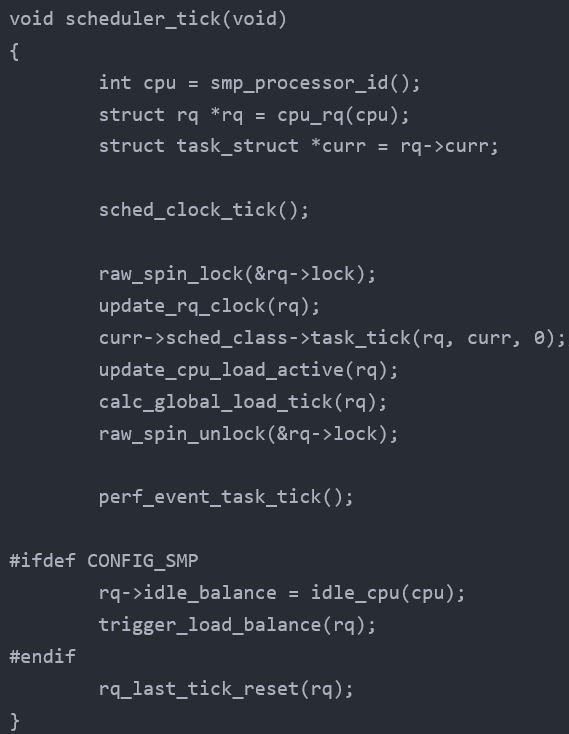 void scheduler_tick(void)
{
        int cpu = smp_processor_id();
        struct rq *rq = cpu_rq(cpu);
        struct task_struct *curr = rq->curr;

        sched_clock_tick();

        raw_spin_lock(&rq->lock);
        update_rq_clock(rq);
        curr->sched_class->task_tick(rq, curr, 0);
        update_cpu_load_active(rq);
        calc_global_load_tick(rq);
        raw_spin_unlock(&rq->lock);

        perf_event_task_tick();

#ifdef CONFIG_SMP
        rq->idle_balance = idle_cpu(cpu);
        trigger_load_balance(rq);
#endif
        rq_last_tick_reset(rq);
}